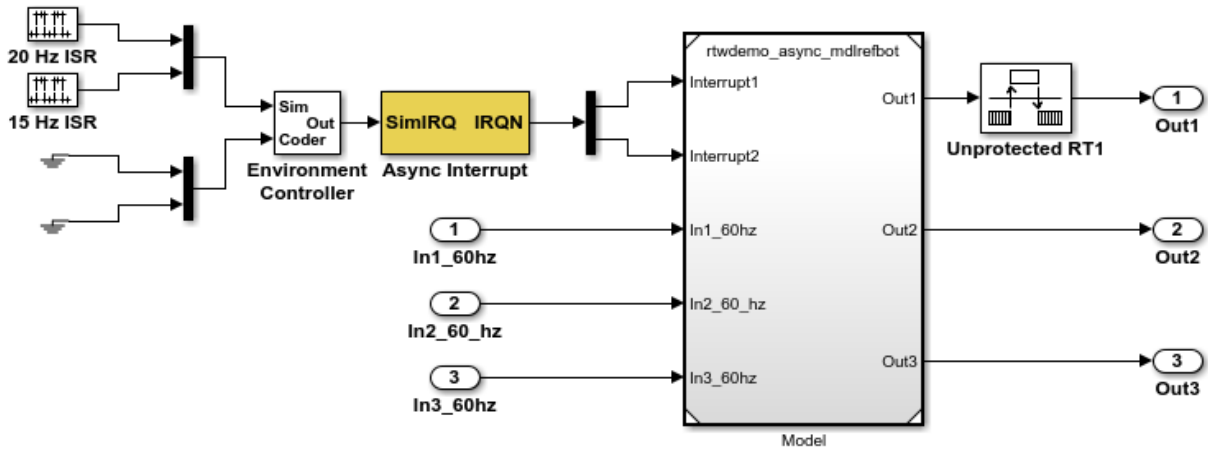 20 Hz ISR
15 Hz ISR
Sim
Out
Coder
Environment
Controller
SimIRQ IRQN
Async Interrupt
rtwdemo_async_mdlrefbot
Interrupt1
Interrupt2
In1_60hz
In2_60_hz
In3_60hz
Out1
Out2
Out3
Model
1
In1_60hz
2
In2_60_hz
3
In3_60hz
Unprotected RT1
1
Out1
2
Out2
3
Out3